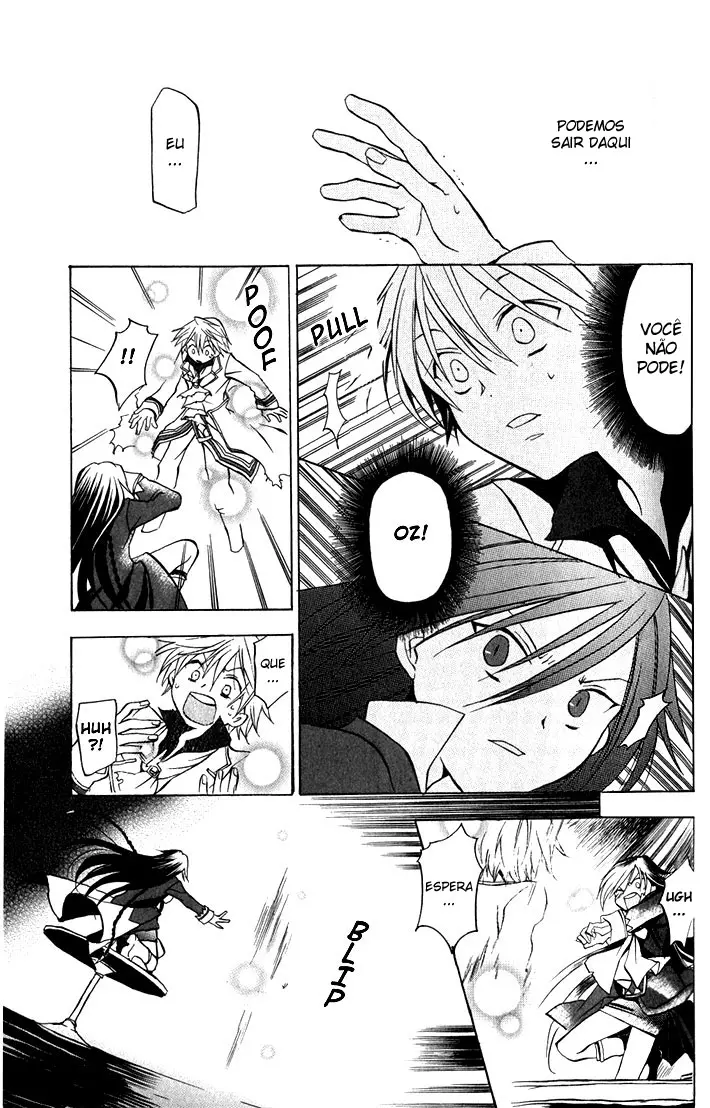 PODEMOS
SAIR DAQUI
...
EU
...
VOCÊ
NÃO
PODE!
PULL
OZ!
POOF
!!
QUE
...
HUH
?!
UGH
...
ESPERA
...
BLIP